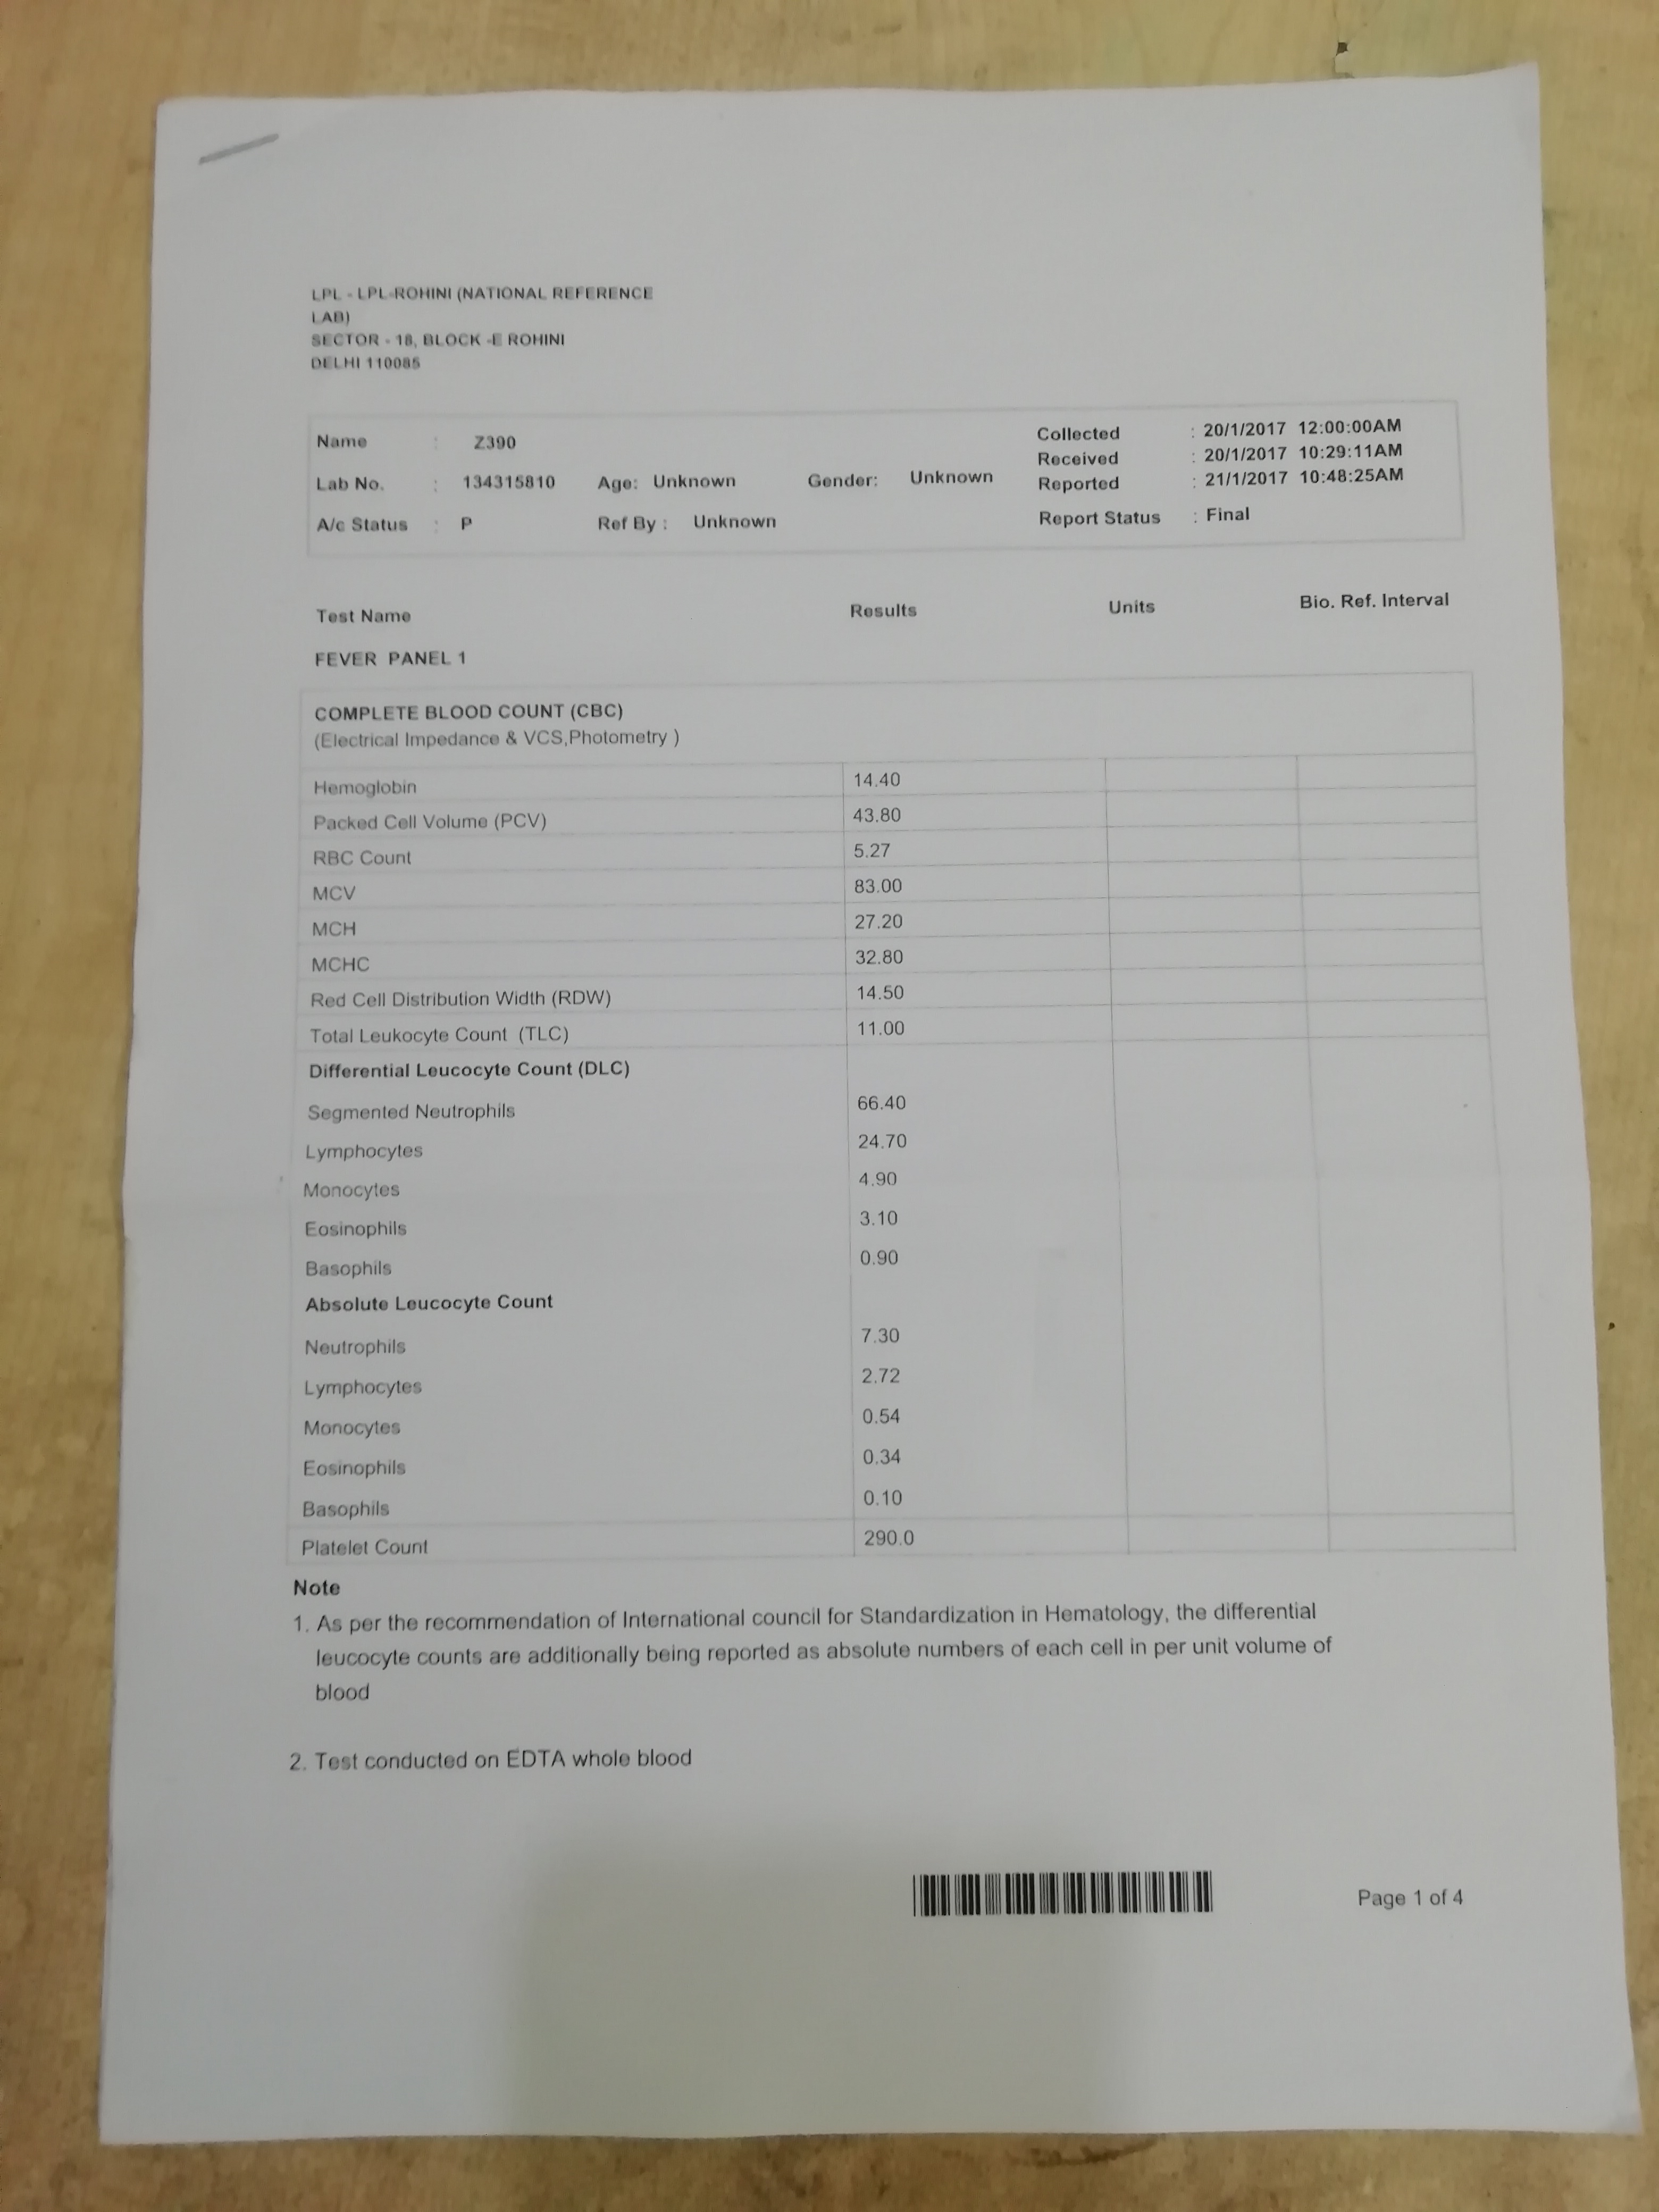 LPL - LPL-ROHINI (NATIONAL REFERENCE
LAB)
SECTOR - 18, BLOCK -E ROHINI
DELHI 110085
Name : Z390
Lab No. : 134315810 Age: Unknown Gender: Unknown
A/c Status : P Ref By : Unknown
Collected : 20/1/2017 12:00:00AM
Received : 20/1/2017 10:29:11AM
Reported : 21/1/2017 10:48:25AM
Report Status : Final
Test Name Results Units Bio. Ref. Interval
FEVER PANEL 1
COMPLETE BLOOD COUNT (CBC)
(Electrical Impedance & VCS,Photometry )
Hemoglobin 14.40
Packed Cell Volume (PCV) 43.80
RBC Count 5.27
MCV 83.00
MCH 27.20
MCHC 32.80
Red Cell Distribution Width (RDW) 14.50
Total Leukocyte Count (TLC) 11.00
Differential Leucocyte Count (DLC)
Segmented Neutrophils 66.40
Lymphocytes 24.70
Monocytes 4.90
Eosinophils 3.10
Basophils 0.90
Absolute Leucocyte Count
Neutrophils 7.30
Lymphocytes 2.72
Monocytes 0.54
Eosinophils 0.34
Basophils 0.10
Platelet Count 290.0
Note
1. As per the recommendation of International council for Standardization in Hematology, the differential
leucocyte counts are additionally being reported as absolute numbers of each cell in per unit volume of
blood
2. Test conducted on EDTA whole blood
Page 1 of 4